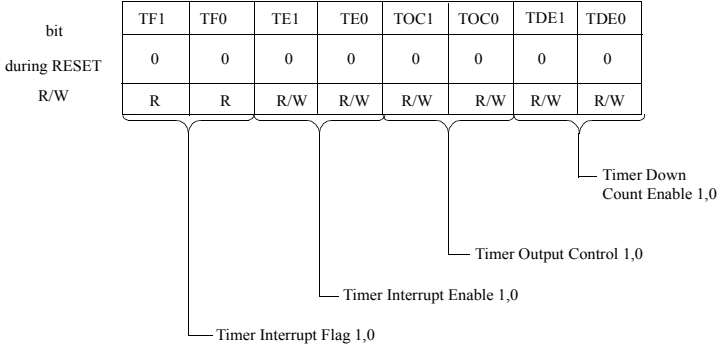 bit TF1 TF0 TE1 TE0 TOC1 TOC0 TDE1 TDE0
during RESET 0 0 0 0 0 0 0 0
R/W R R R/W R/W R/W R/W R/W R/W
Timer Down
Count Enable 1,0
Timer Output Control 1,0
Timer Interrupt Enable 1,0
Timer Interrupt Flag 1,0